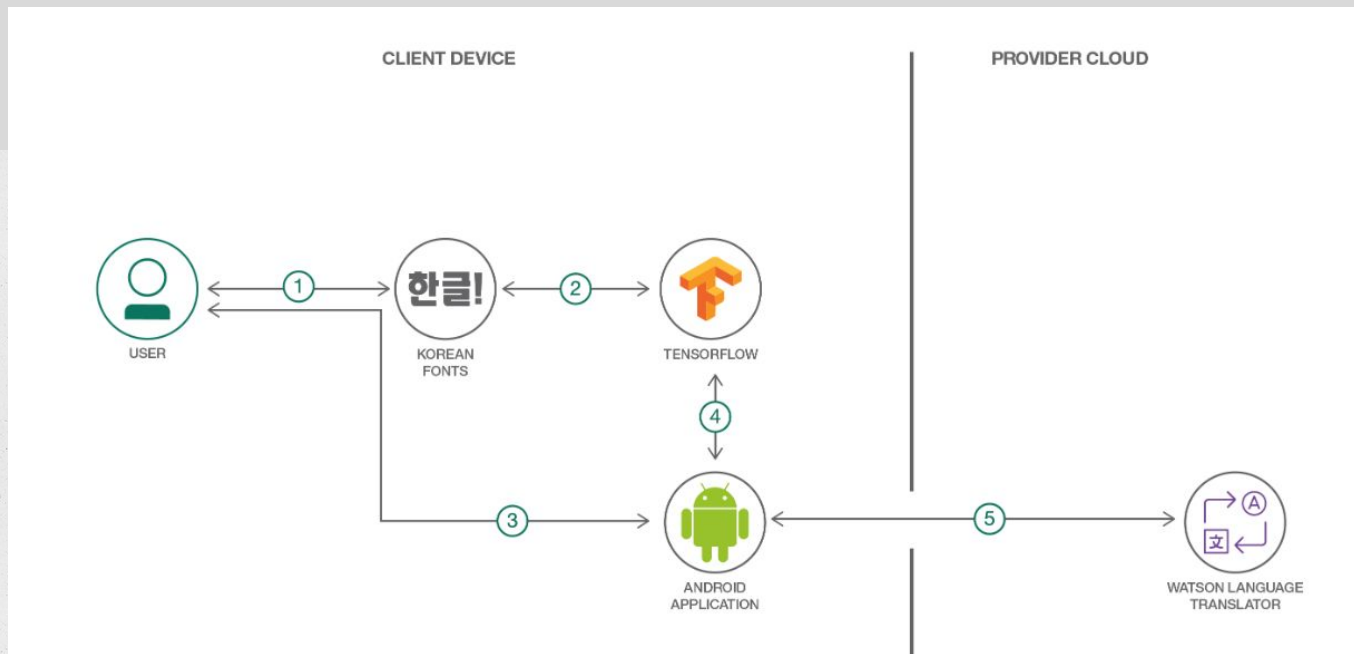 CLIENT DEVICE
PROVIDER CLOUD
1
한글!
2
USER
KOREAN
FONTS
TENSORFLOW
4
3
5
A
文
ANDROID
APPLICATION
WATSON LANGUAGE
TRANSLATOR